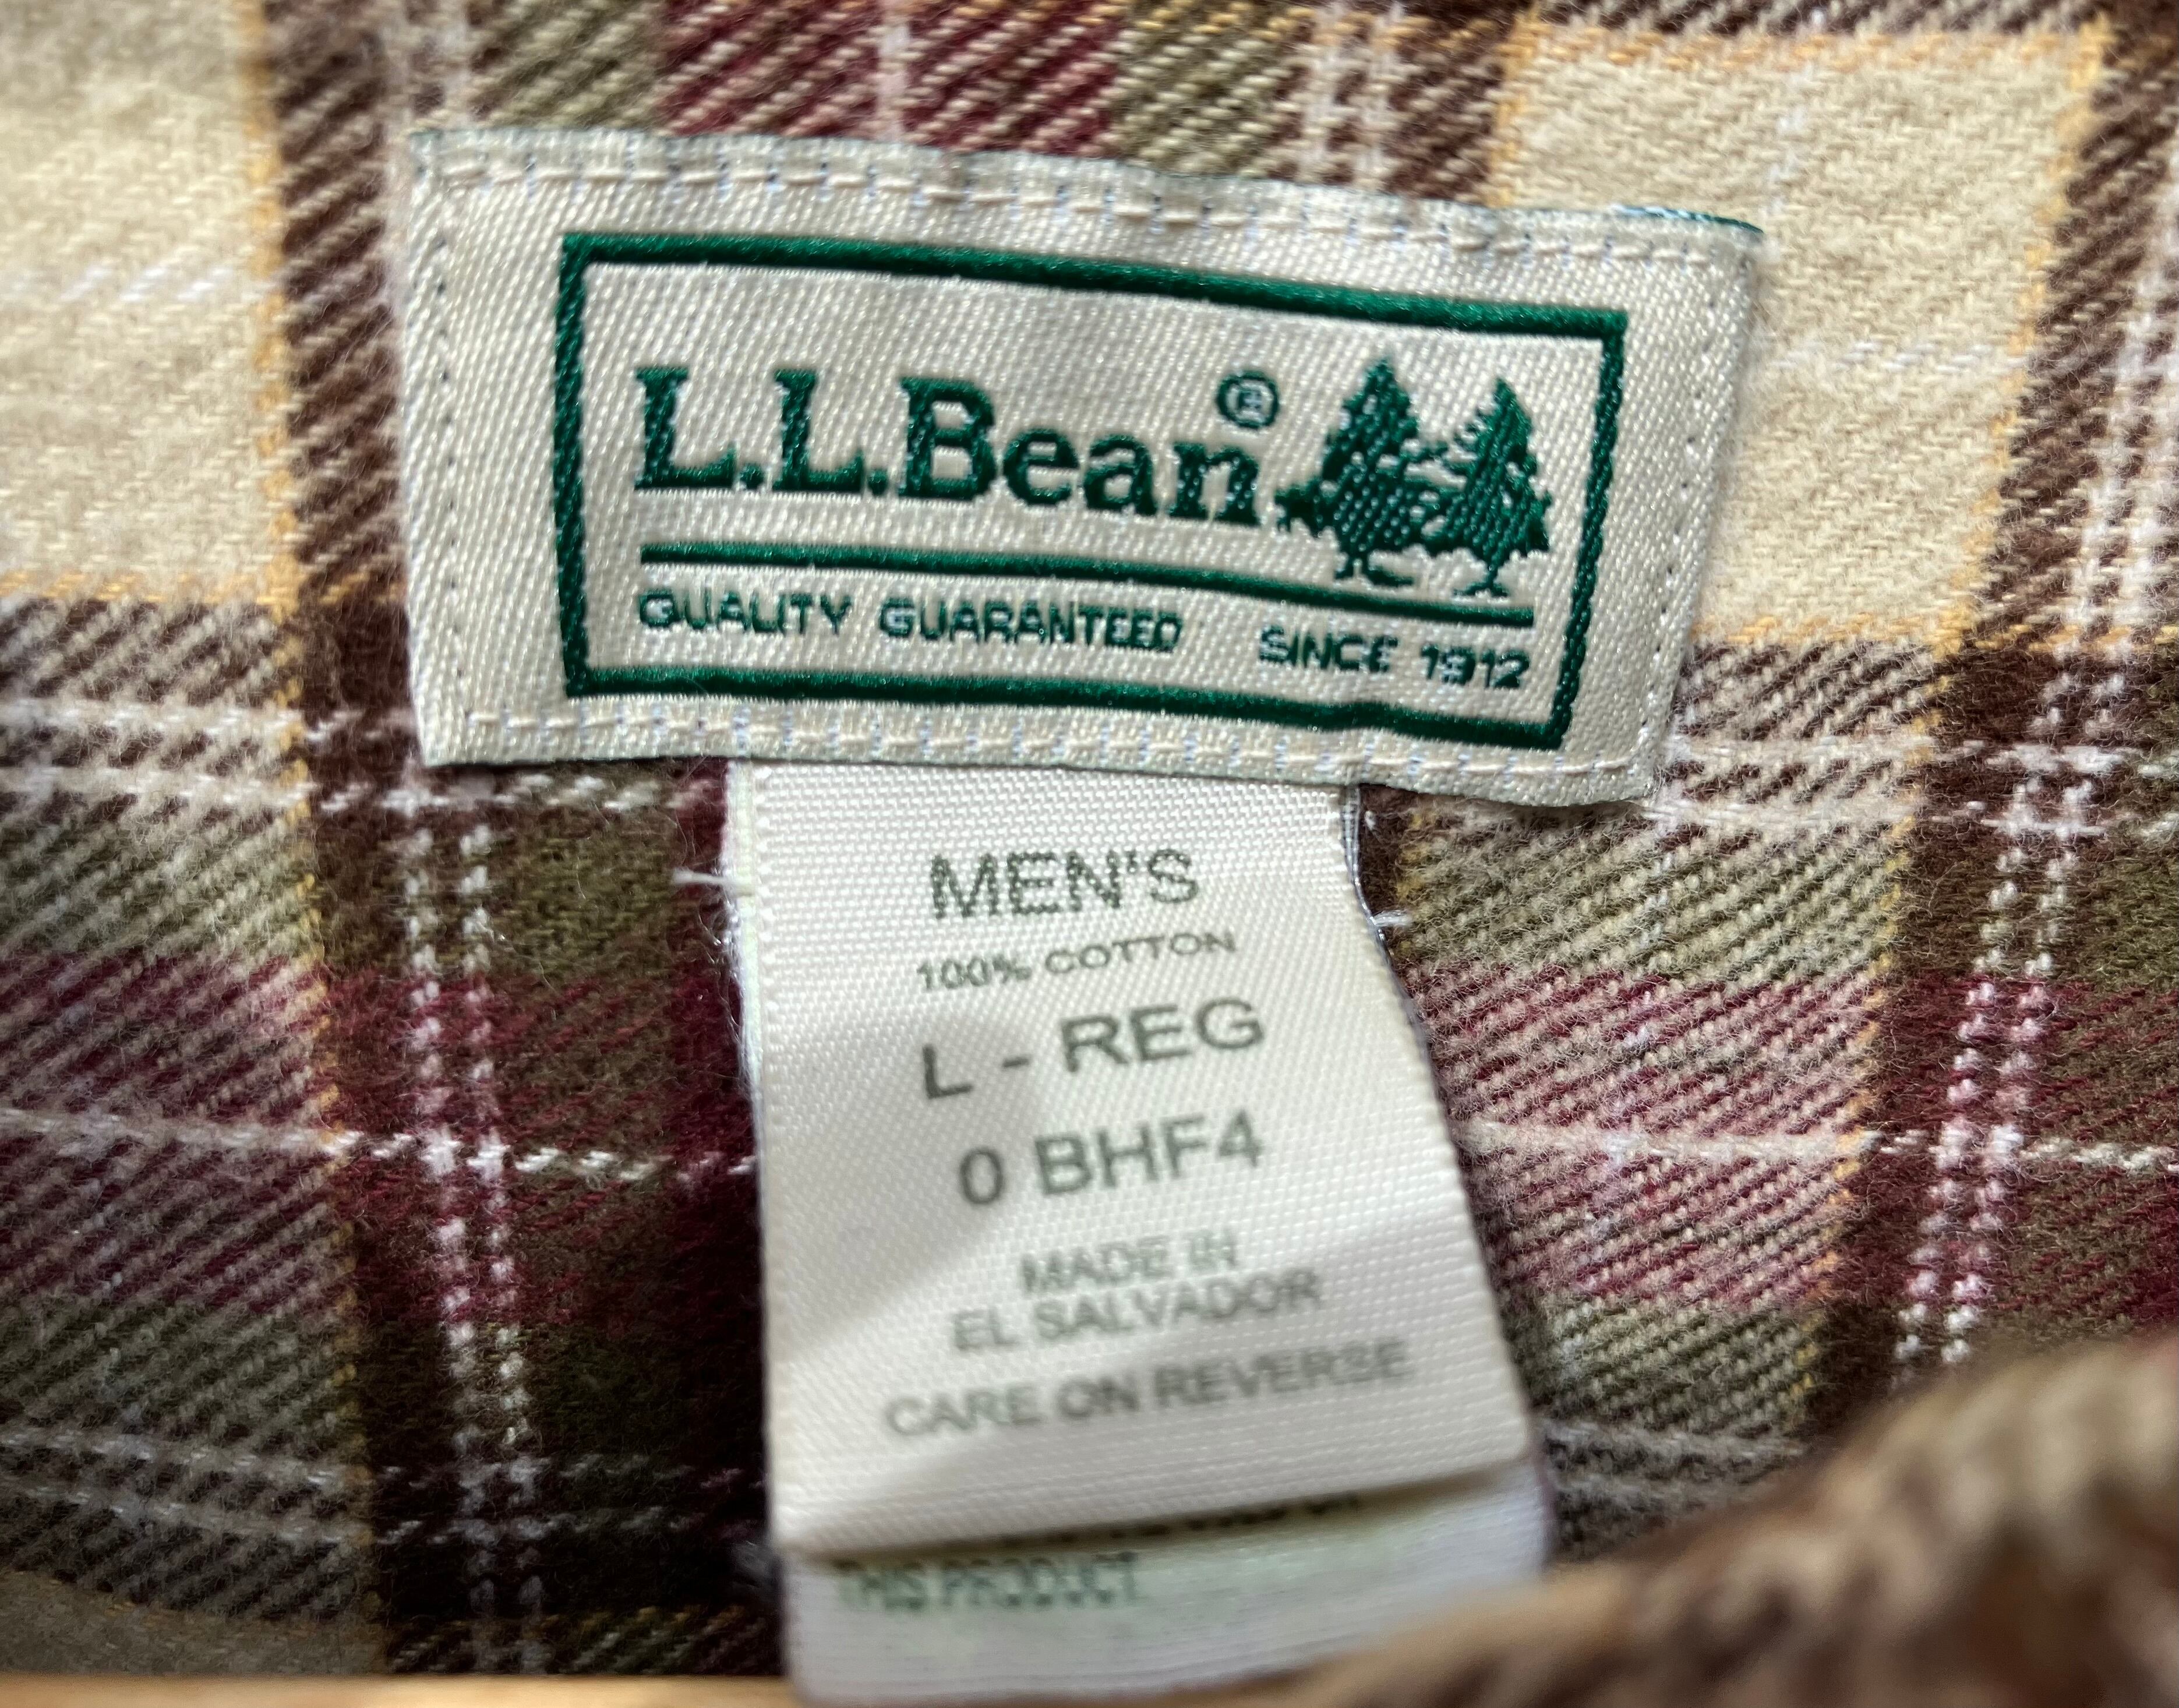 L.L.Bean®
QUALITY GUARANTEED SINCE 1912
MEN'S
100% COTTON
L - REG
0 BHF4
MADE IN
EL SALVADOR
CARE ON REVERSE
THIS PRODUCT